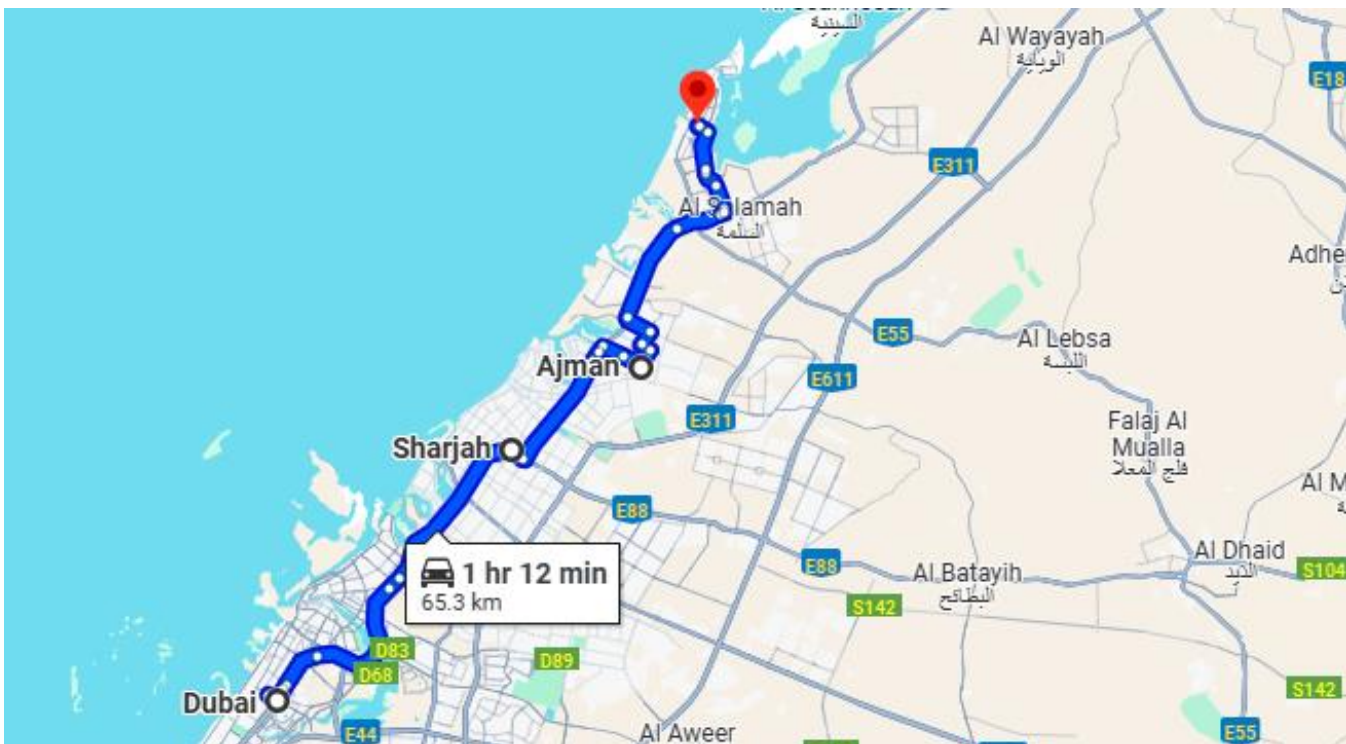 السينية
Al Wayayah
الوياية
E18
E311
Al Salamah
السلمة
Adhe
E55
Al Lebsa
اللبسة
Ajman
E611
E311
Falaj Al
Mualla
فلج المعلا
Sharjah
Al M
E88
1 hr 12 min
65.3 km
E88
Al Batayih
البطائح
Al Dhaid
الذيد
S104
S142
D83
D68
D89
Dubai
S142
E44
Al Aweer
E55